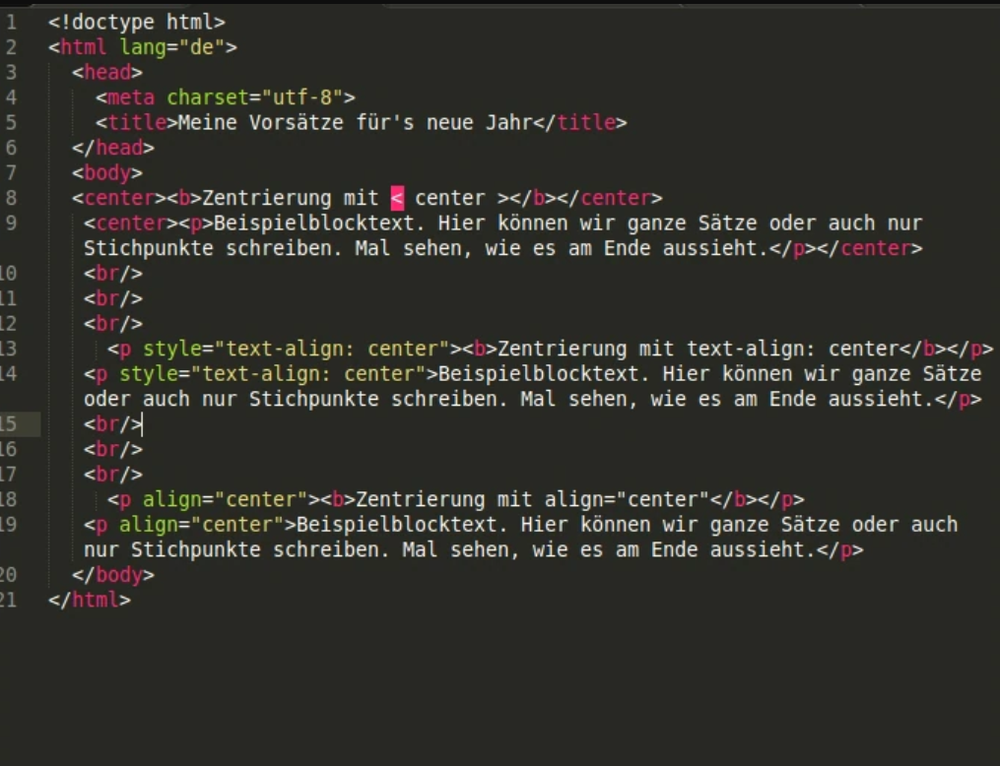 1 <!doctype html>
2 <html lang="de">
3 <head>
4 <meta charset="utf-8">
5 <title>Meine Vorsätze für's neue Jahr</title>
6 </head>
7 <body>
8 <center><b>Zentrierung mit < center ></b></center>
9 <center><p>Beispielblocktext. Hier können wir ganze Sätze oder auch nur
Stichpunkte schreiben. Mal sehen, wie es am Ende aussieht.</p></center>
10 <br/>
11 <br/>
12 <br/>
13 <p style="text-align: center"><b>Zentrierung mit text-align: center</b></p>
14 <p style="text-align: center">Beispielblocktext. Hier können wir ganze Sätze
oder auch nur Stichpunkte schreiben. Mal sehen, wie es am Ende aussieht.</p>
15 <br/>
16 <br/>
17 <br/>
18 <p align="center"><b>Zentrierung mit align="center"</b></p>
19 <p align="center">Beispielblocktext. Hier können wir ganze Sätze oder auch
nur Stichpunkte schreiben. Mal sehen, wie es am Ende aussieht.</p>
20 </body>
21 </html>